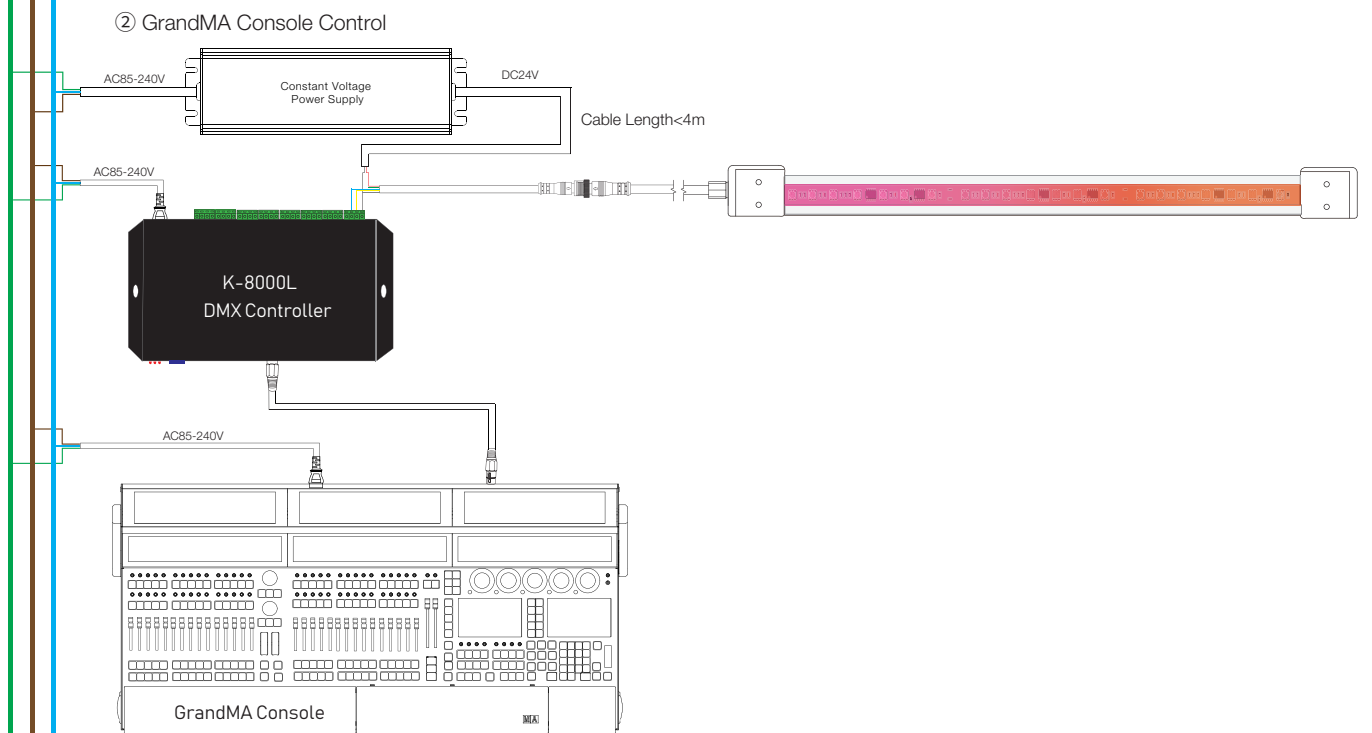 ② GrandMA Console Control
AC85-240V
Constant Voltage
Power Supply
DC24V
Cable Length<4m
AC85-240V
K-8000L
DMX Controller
AC85-240V
GrandMA Console
MA